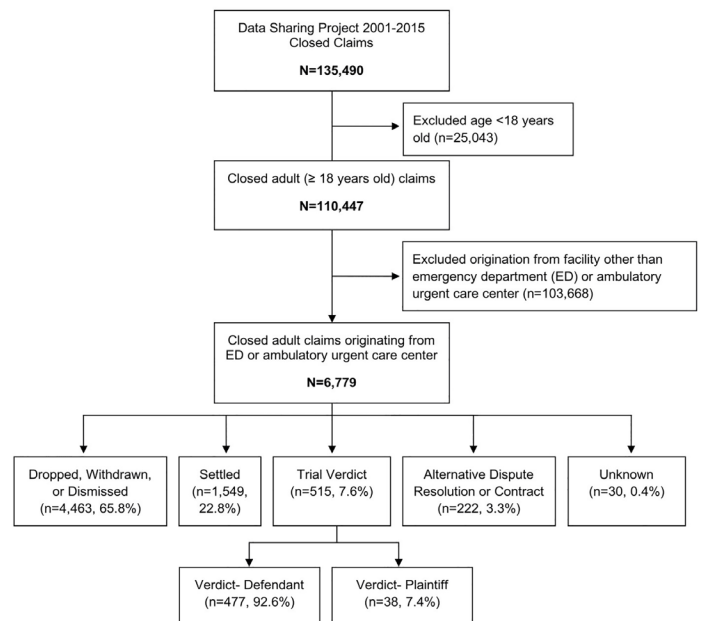 Data Sharing Project 2001-2015
Closed Claims
N=135,490
Excluded age <18 years
old (n=25,043)
Closed adult (≥ 18 years old) claims
N=110,447
Excluded origination from facility other than
emergency department (ED) or ambulatory
urgent care center (n=103,668)
Closed adult claims originating from
ED or ambulatory urgent care center
N=6,779
Dropped, Withdrawn,
or Dismissed
(n=4,463, 65.8%)
Settled
(n=1,549,
22.8%)
Trial Verdict
(n=515, 7.6%)
Alternative Dispute
Resolution or Contract
(n=222, 3.3%)
Unknown
(n=30, 0.4%)
Verdict- Defendant
(n=477, 92.6%)
Verdict- Plaintiff
(n=38, 7.4%)